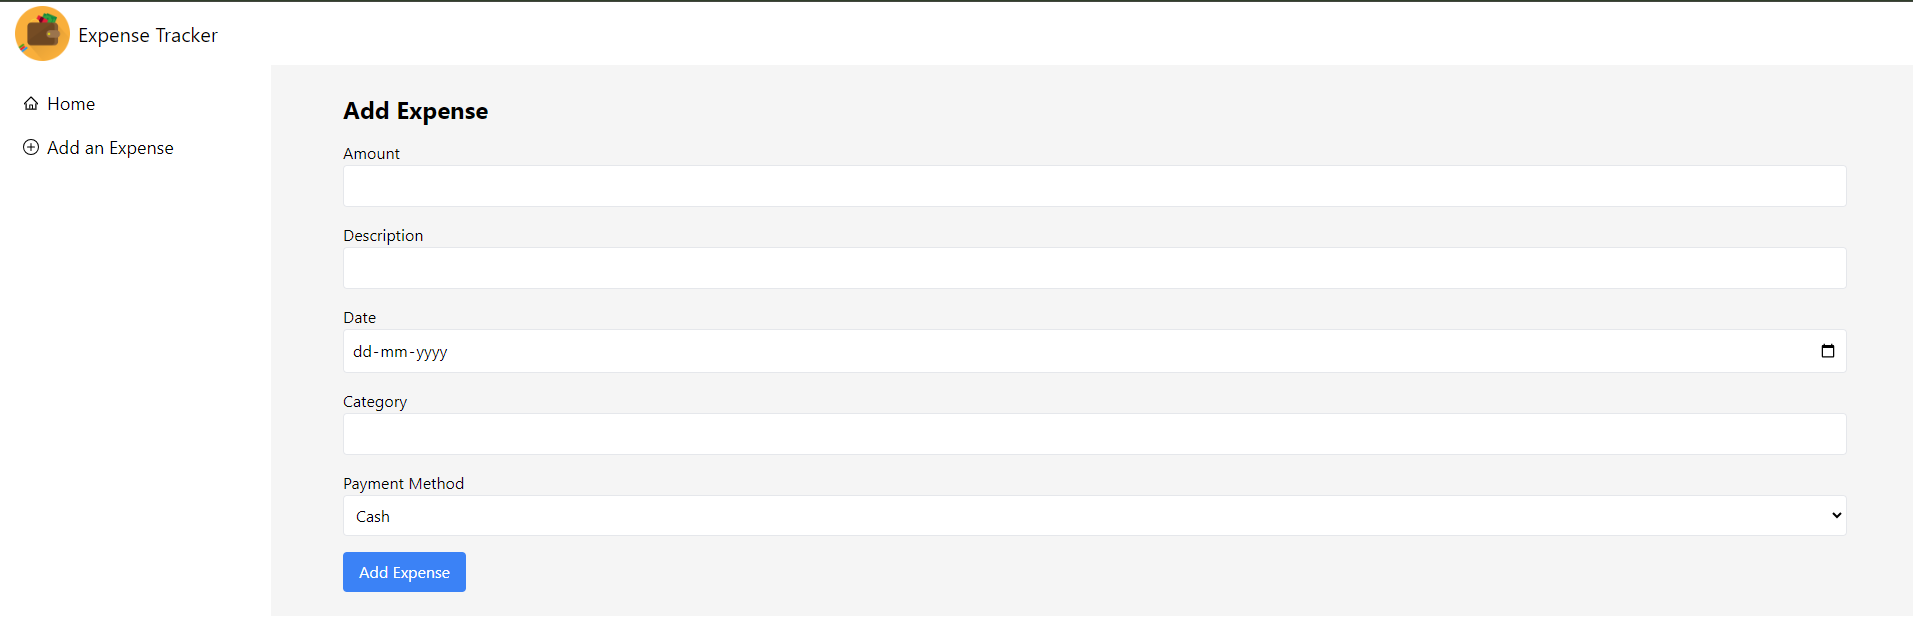 Expense Tracker
Home
Add an Expense
Add Expense
Amount
Description
Date
dd-mm-yyyy
Category
Payment Method
Cash
Add Expense